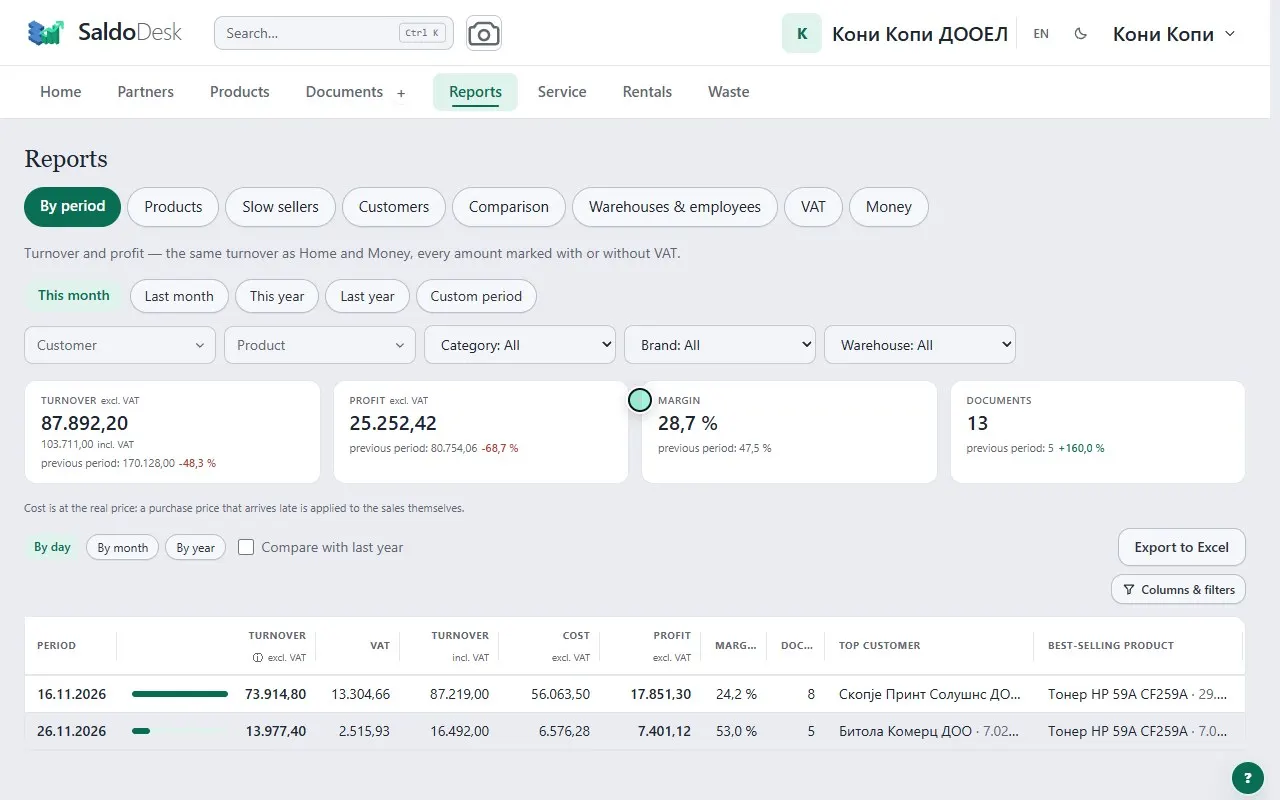 SaldoDesk
Search... Ctrl K
К Кони Копи ДООЕЛ EN Кони Копи
Home Partners Products Documents + Reports Service Rentals Waste
Reports
By period Products Slow sellers Customers Comparison Warehouses & employees VAT Money
Turnover and profit — the same turnover as Home and Money, every amount marked with or without VAT.
This month Last month This year Last year Custom period
Customer Product Category: All Brand: All Warehouse: All
TURNOVER excl. VAT
87.892,20
103.711,00 incl. VAT
previous period: 170.128,00 -48,3 %
PROFIT excl. VAT
25.252,42
previous period: 80.754,06 -68,7 %
MARGIN
28,7 %
previous period: 47,5 %
DOCUMENTS
13
previous period: 5 +160,0 %
Cost is at the real price: a purchase price that arrives late is applied to the sales themselves.
By day By month By year Compare with last year Export to Excel
Columns & filters
PERIOD TURNOVER excl. VAT VAT TURNOVER incl. VAT COST excl. VAT PROFIT excl. VAT MARG... DOC... TOP CUSTOMER BEST-SELLING PRODUCT
16.11.2026 73.914,80 13.304,66 87.219,00 56.063,50 17.851,30 24,2 % 8 Скопје Принт Солушнс ДО... Тонер HP 59A CF259A · 29....
26.11.2026 13.977,40 2.515,93 16.492,00 6.576,28 7.401,12 53,0 % 5 Битола Комерц ДОО · 7.02... Тонер HP 59A CF259A · 7.0...
?